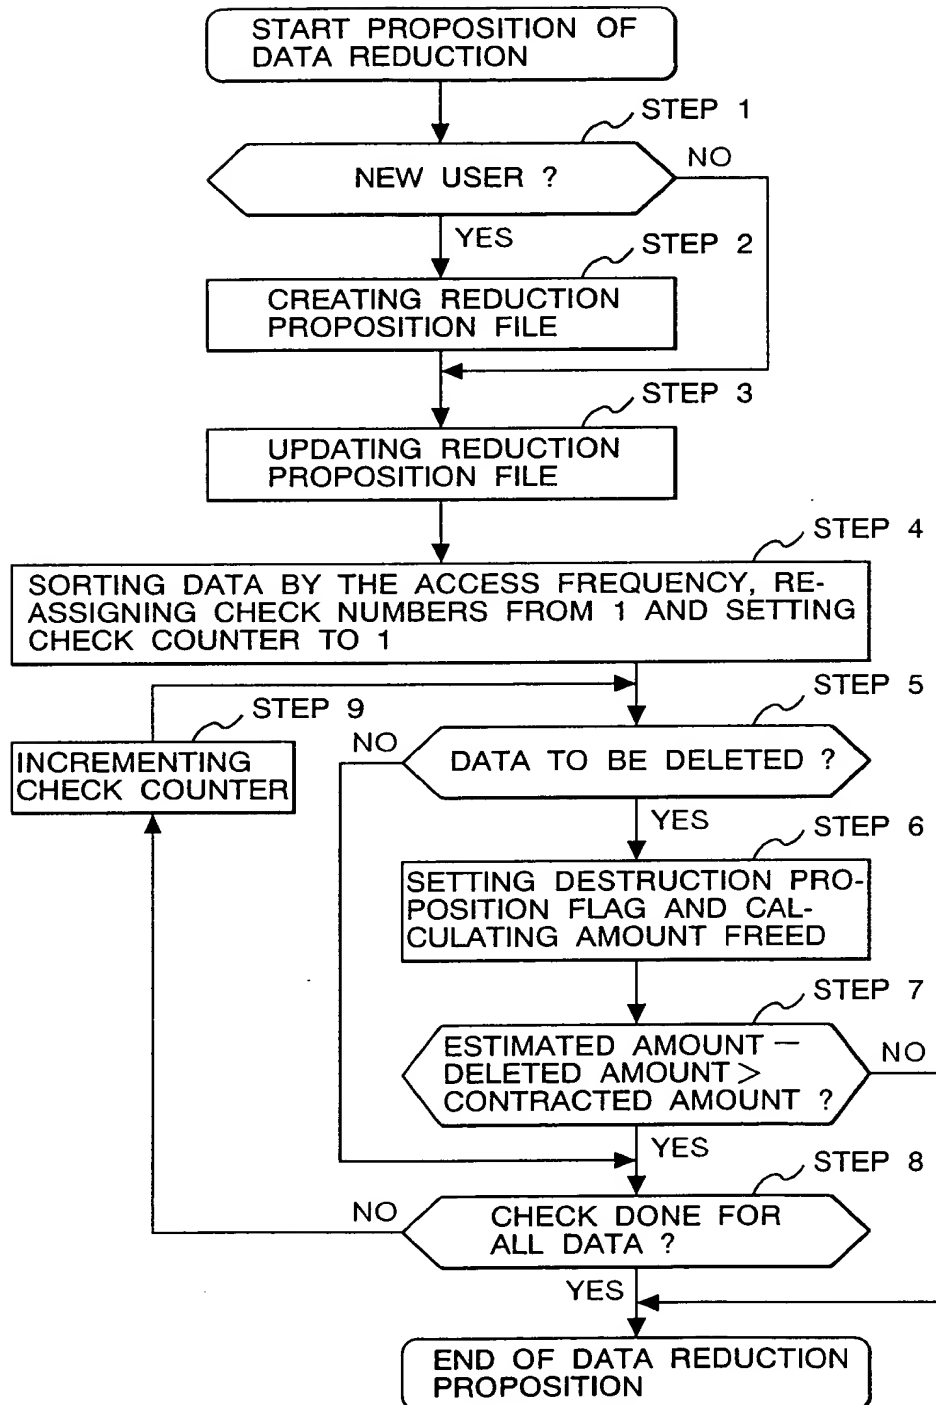 START PROPOSITION OF
DATA REDUCTION
STEP 1
NEW USER ?
NO
YES
STEP 2
CREATING REDUCTION
PROPOSITION FILE
STEP 3
UPDATING REDUCTION
PROPOSITION FILE
STEP 4
SORTING DATA BY THE ACCESS FREQUENCY, RE-
ASSIGNING CHECK NUMBERS FROM 1 AND SETTING
CHECK COUNTER TO 1
STEP 5
STEP 9
INCREMENTING
CHECK COUNTER
NO
DATA TO BE DELETED ?
YES
STEP 6
SETTING DESTRUCTION PRO-
POSITION FLAG AND CAL-
CULATING AMOUNT FREED
STEP 7
ESTIMATED AMOUNT —
DELETED AMOUNT >
CONTRACTED AMOUNT ?
NO
YES
STEP 8
NO
CHECK DONE FOR
ALL DATA ?
YES
END OF DATA REDUCTION
PROPOSITION